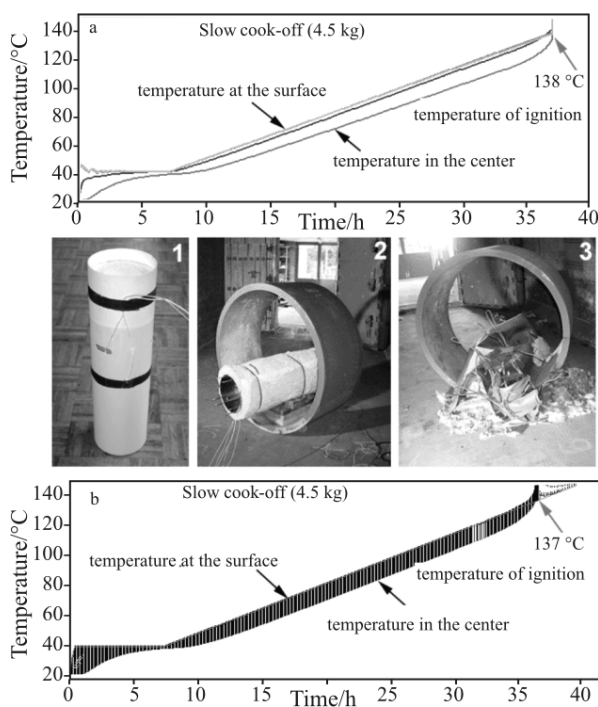 a
Slow cook-off (4.5 kg)
Temperature/°C
140
120
100
80
60
40
20
temperature at the surface
138 °C
temperature of ignition
temperature in the center
0
5
10
15
20
25
30
35
40
Time/h
1
2
3
b
Slow cook-off (4.5 kg)
Temperature/°C
140
120
100
80
60
40
20
137 °C
temperature at the surface
temperature of ignition
temperature in the center
0
5
10
15
20
25
30
35
40
Time/h